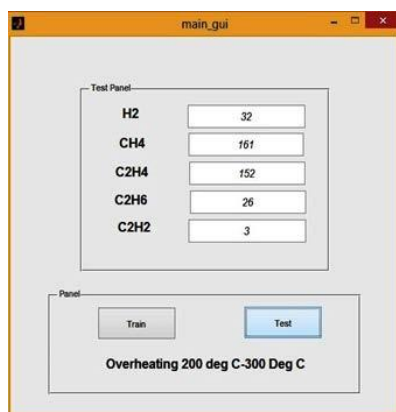 main_gui
Test Panel
H2 32
CH4 161
C2H4 152
C2H6 26
C2H2 3
Panel
Train Test
Overheating 200 deg C-300 Deg C